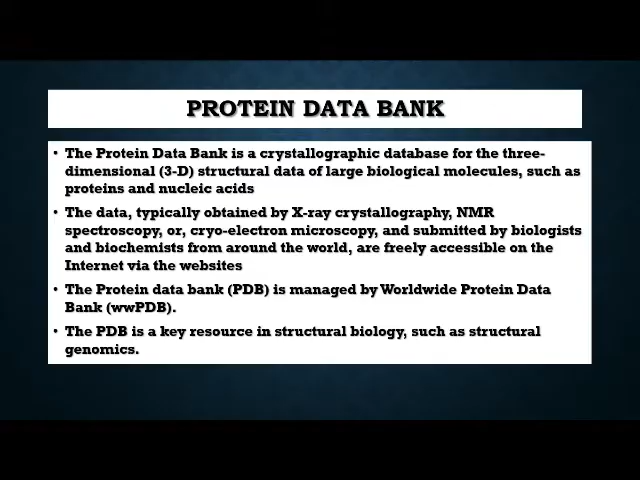 PROTEIN DATA BANK
• The Protein Data Bank is a crystallographic database for the three-
dimensional (3-D) structural data of large biological molecules, such as
proteins and nucleic acids
• The data, typically obtained by X-ray crystallography, NMR
spectroscopy, or, cryo-electron microscopy, and submitted by biologists
and biochemists from around the world, are freely accessible on the
Internet via the websites
• The Protein data bank (PDB) is managed by Worldwide Protein Data
Bank (wwPDB).
• The PDB is a key resource in structural biology, such as structural
genomics.